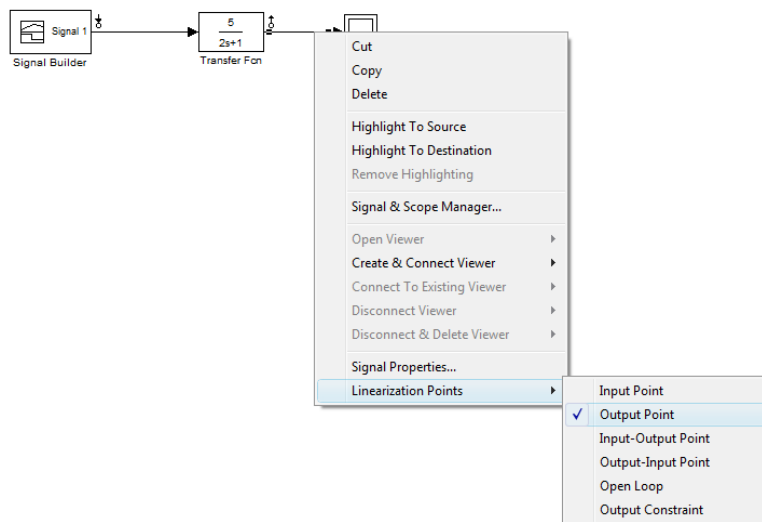 Signal 1
Signal Builder
5
2s+1
Transfer Fcn
Cut
Copy
Delete
Highlight To Source
Highlight To Destination
Remove Highlighting
Signal & Scope Manager...
Open Viewer
Create & Connect Viewer
Connect To Existing Viewer
Disconnect Viewer
Disconnect & Delete Viewer
Signal Properties...
Linearization Points
Input Point
Output Point
Input-Output Point
Output-Input Point
Open Loop
Output Constraint